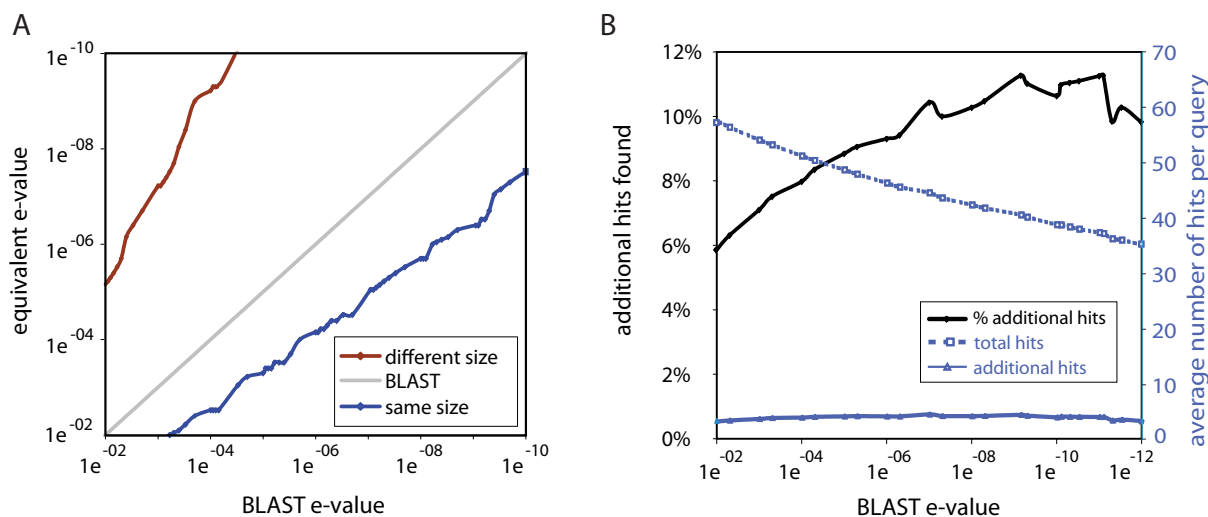 A
equivalent e-value
1e-10
1e-08
1e-06
1e-04
1e-02
different size
BLAST
same size
1e-02
1e-04
1e-06
1e-08
1e-10
BLAST e-value
B
additional hits found
12%
10%
8%
6%
4%
2%
0%
% additional hits
total hits
additional hits
70
60
50
40
30
20
10
0
average number of hits per query
1e-02
1e-04
1e-06
1e-08
1e-10
1e-12
BLAST e-value